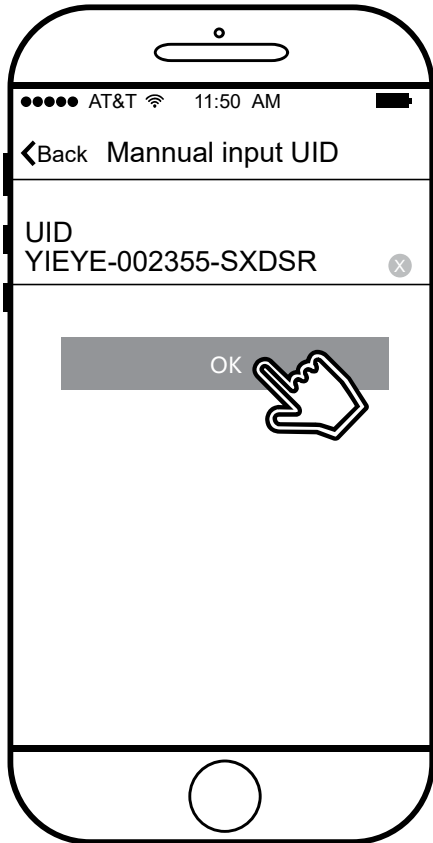 AT&T 11:50 AM
Back Mannual input UID
UID
YIEYE-002355-SXDSR X
OK